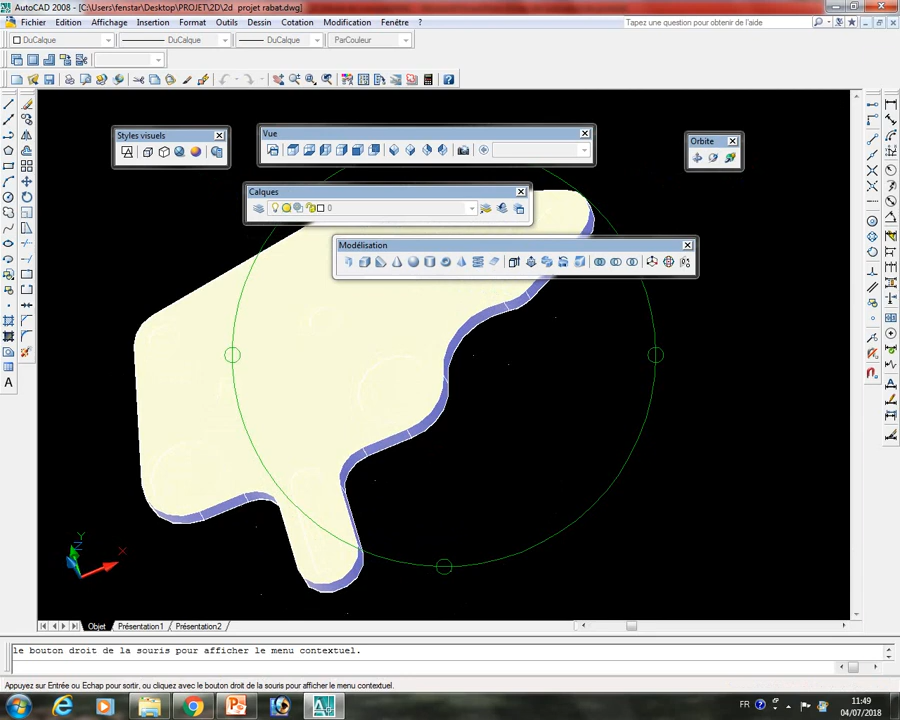 AutoCAD 2008 - [C:\Users\fenstar\Desktop\PROJET\2D\2d   projet rabat.dwg]
Fichier Edition Affichage Insertion Format Outils Dessin Cotation Modification Fenêtre ?
Tapez une question pour obtenir de l'aide
DuCalque DuCalque DuCalque ParCouleur
Styles visuels
Vue
Orbite
Calques
0
Modélisation
A
Y
Z
X
Objet Présentation1 Présentation2
le bouton droit de la souris pour afficher le menu contextuel.
Appuyez sur Entrée ou Echap pour sortir, ou cliquez avec le bouton droit de la souris pour afficher le menu contextuel.
FR
11:49
04/07/2018